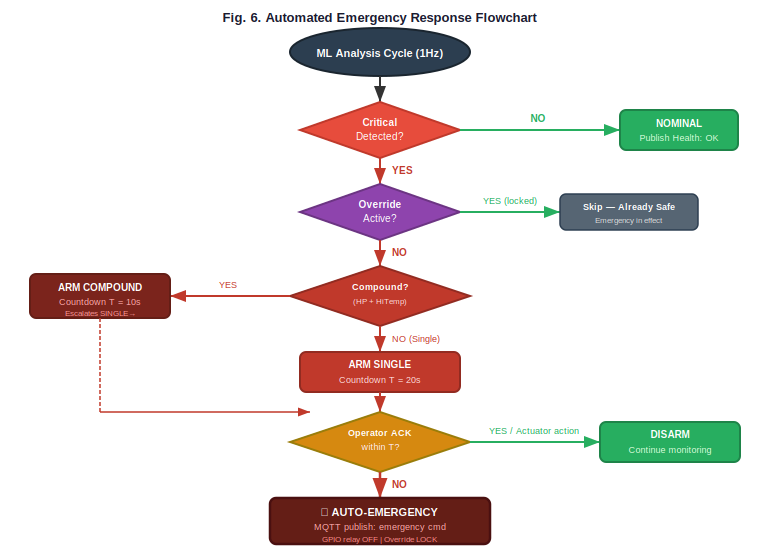 Fig. 6. Automated Emergency Response Flowchart
ML Analysis Cycle (1Hz)
Critical
Detected?
NO
NOMINAL
Publish Health: OK
YES
Override
Active?
YES (locked)
Skip — Already Safe
Emergency in effect
NO
Compound?
(HP + HiTemp)
YES
ARM COMPOUND
Countdown T = 10s
Escalates SINGLE→
NO (Single)
ARM SINGLE
Countdown T = 20s
Operator ACK
within T?
YES / Actuator action
DISARM
Continue monitoring
NO
AUTO-EMERGENCY
MQTT publish: emergency cmd
GPIO relay OFF | Override LOCK